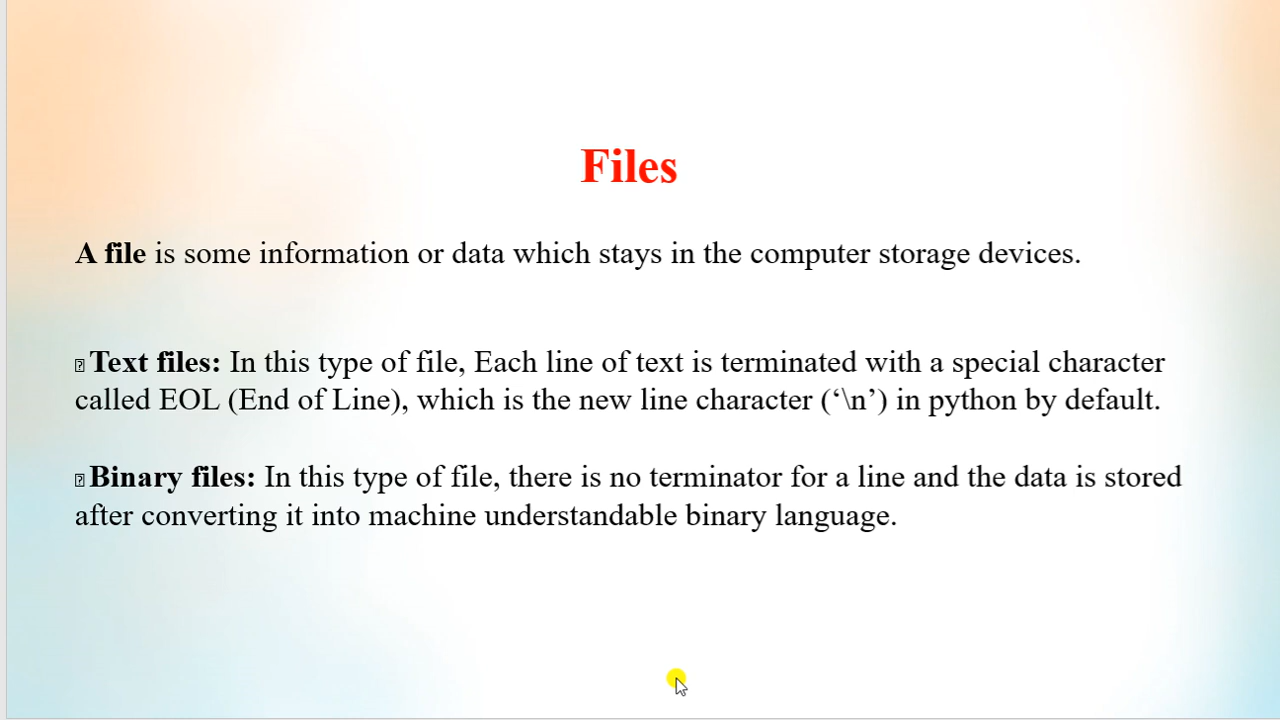 Files
A file is some information or data which stays in the computer storage devices.
Text files: In this type of file, Each line of text is terminated with a special character
called EOL (End of Line), which is the new line character (‘\n’) in python by default.
Binary files: In this type of file, there is no terminator for a line and the data is stored
after converting it into machine understandable binary language.